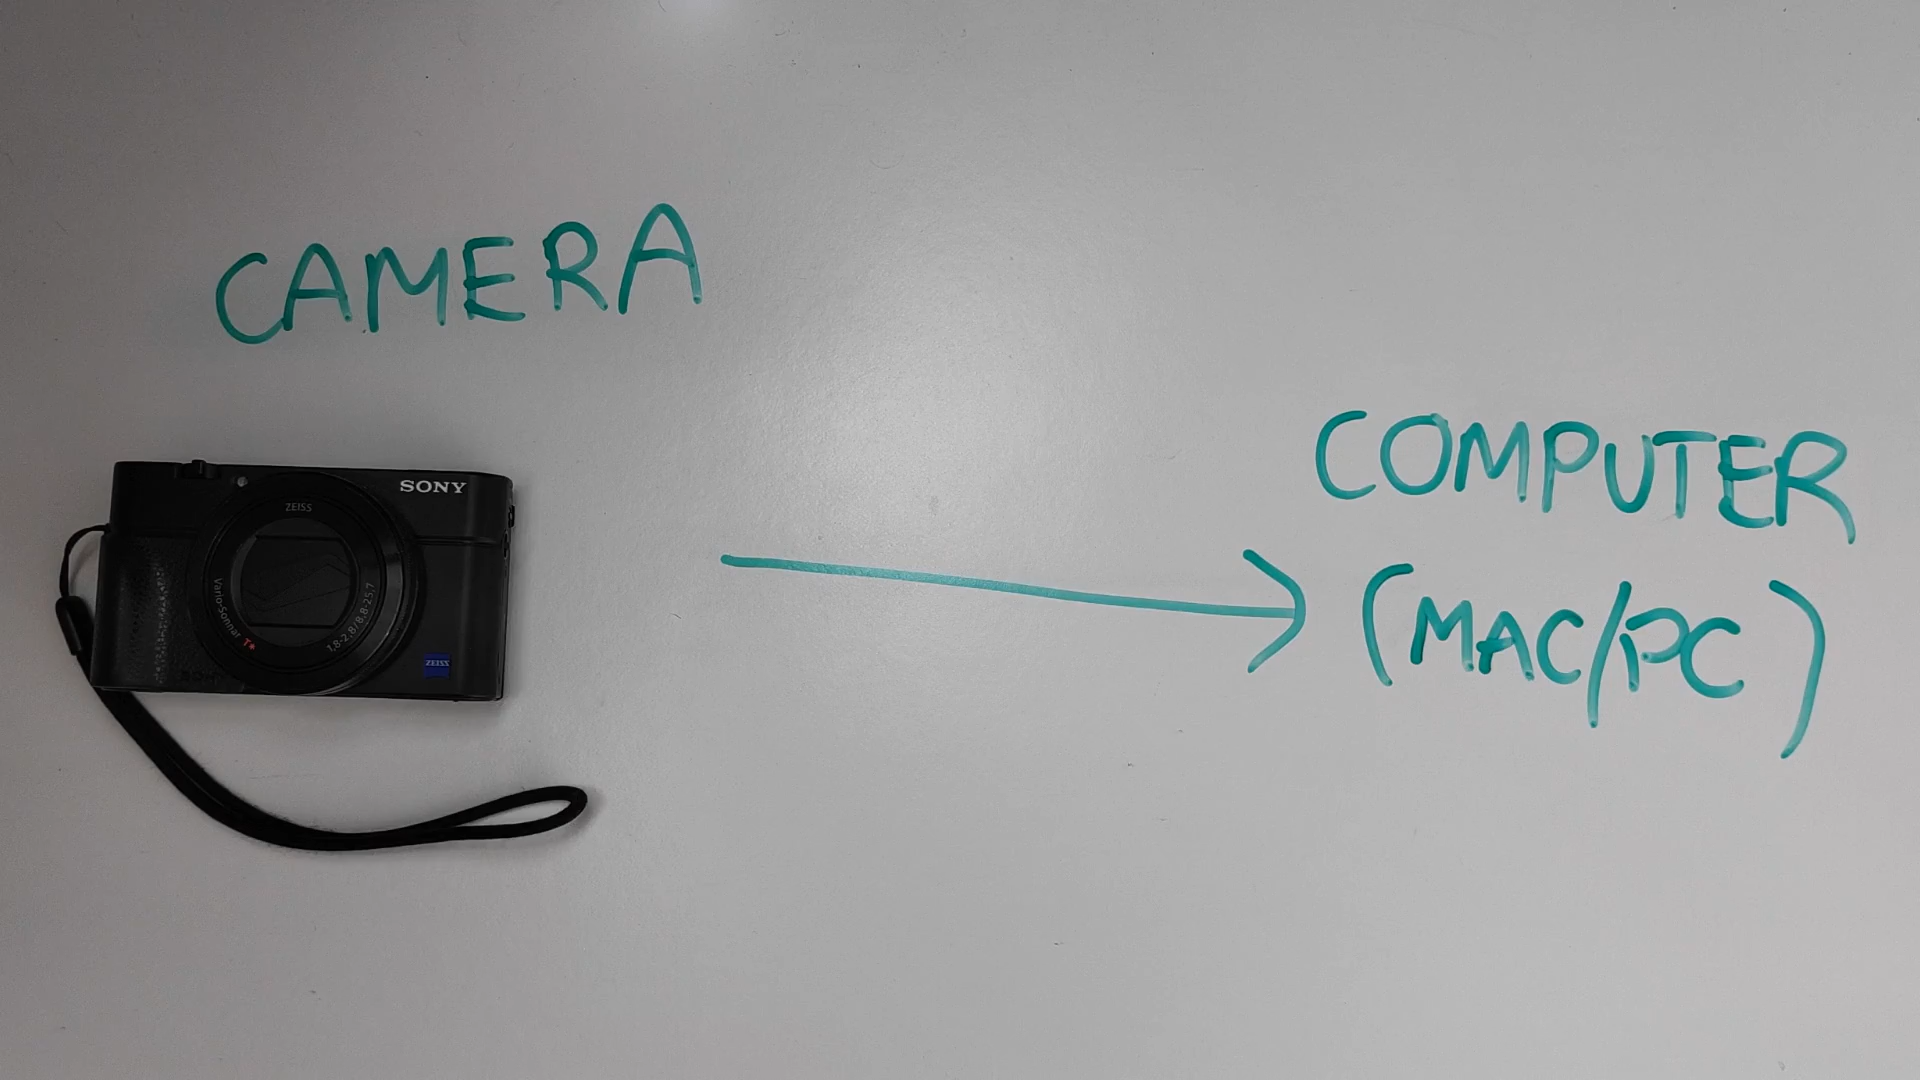 CAMERA
SONY
ZEISS
Vario-Sonnar T* 1,8-2,8/8,8-25,7
ZEISS
COMPUTER
(MAC/PC)